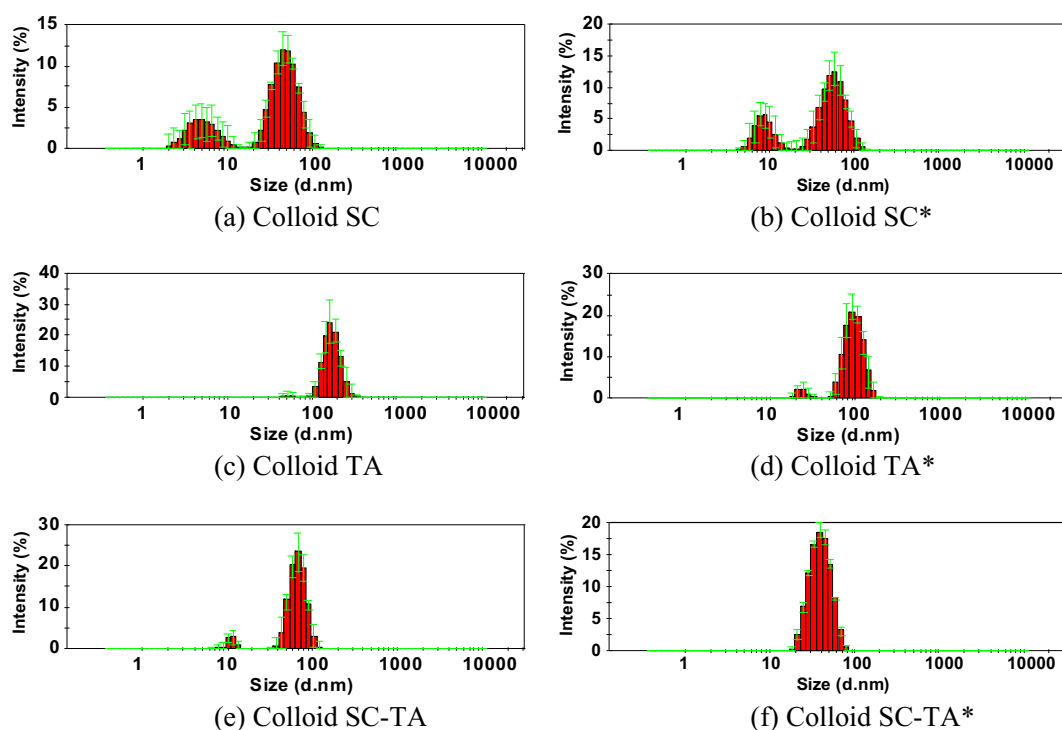 Intensity (%)
15
10
5
0
1 10 100 1000 10000
Size (d.nm)
(a) Colloid SC
Intensity (%)
20
15
10
5
0
1 10 100 1000 10000
Size (d.nm)
(b) Colloid SC*
Intensity (%)
40
30
20
10
0
1 10 100 1000 10000
Size (d.nm)
(c) Colloid TA
Intensity (%)
30
20
10
0
1 10 100 1000 10000
Size (d.nm)
(d) Colloid TA*
Intensity (%)
30
20
10
0
1 10 100 1000 10000
Size (d.nm)
(e) Colloid SC-TA
Intensity (%)
20
15
10
5
0
1 10 100 1000 10000
Size (d.nm)
(f) Colloid SC-TA*